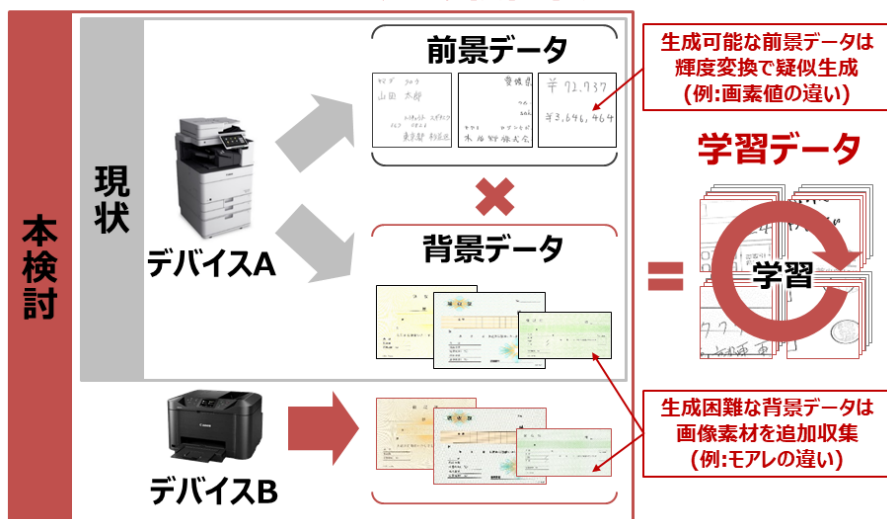 本検討
現状
デバイスA
前景データ
山田 太郎
¥ 72,737
¥3,646,464
生成可能な前景データは
輝度変換で疑似生成
(例:画素値の違い)
×
背景データ
=
学習データ
学習
デバイスB
Canon
生成困難な背景データは
画像素材を追加収集
(例:モアレの違い)